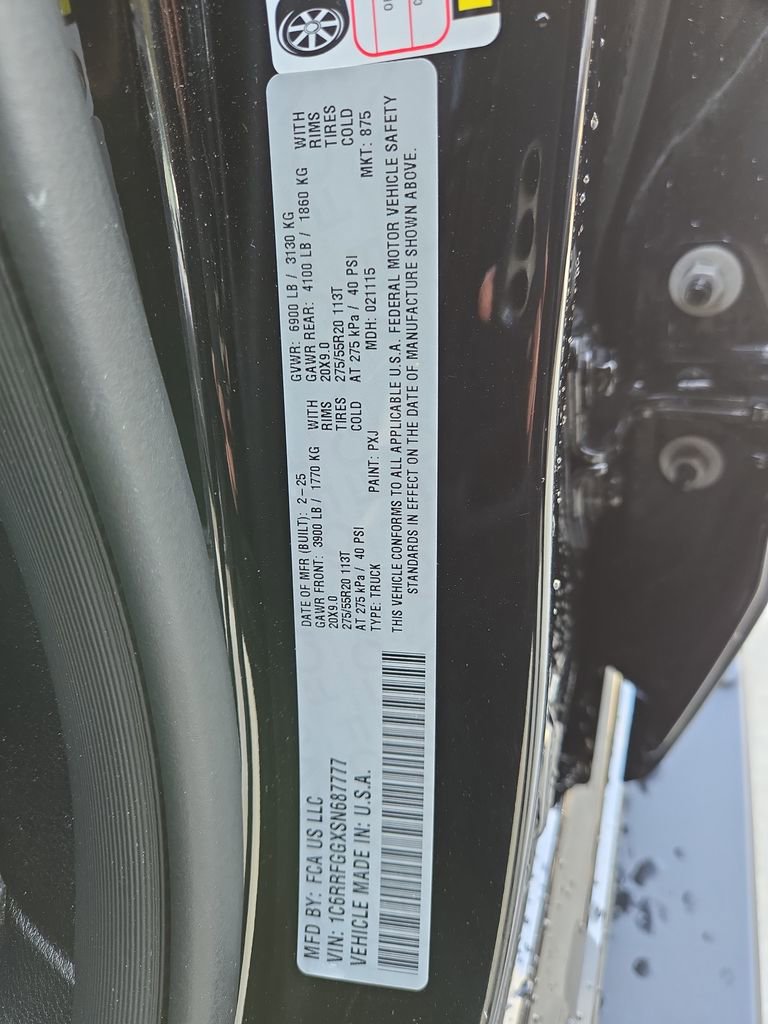 MFD BY: FCA US LLC
VIN: 1C6RRFGGXSN687777
VEHICLE MADE IN: U.S.A.
DATE OF MFR (BUILT): 2-25 GVWR: 6900 LB / 3130 KG
GAWR FRONT: 3900 LB / 1770 KG WITH GAWR REAR: 4100 LB / 1860 KG WITH
20X9.0 RIMS 20X9.0 RIMS
275/55R20 113T TIRES 275/55R20 113T TIRES
AT 275 kPa / 40 PSI COLD AT 275 kPa / 40 PSI COLD
TYPE: TRUCK PAINT: PXJ MDH: 021115 MKT: 875
THIS VEHICLE CONFORMS TO ALL APPLICABLE U.S.A. FEDERAL MOTOR VEHICLE SAFETY
STANDARDS IN EFFECT ON THE DATE OF MANUFACTURE SHOWN ABOVE.